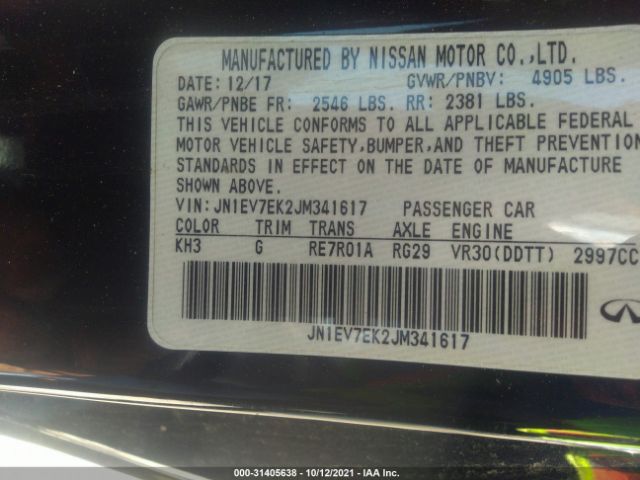 MANUFACTURED BY NISSAN MOTOR CO.,LTD.
DATE: 12/17 GVWR/PNBV: 4905 LBS.
GAWR/PNBE FR: 2546 LBS. RR: 2381 LBS.
THIS VEHICLE CONFORMS TO ALL APPLICABLE FEDERAL
MOTOR VEHICLE SAFETY,BUMPER,AND THEFT PREVENTION
STANDARDS IN EFFECT ON THE DATE OF MANUFACTURE
SHOWN ABOVE.
VIN: JN1EV7EK2JM341617 PASSENGER CAR
COLOR TRIM TRANS AXLE ENGINE
KH3 G RE7R01A RG29 VR30(DDTT) 2997CC
JN1EV7EK2JM341617
000-31405638 - 10/12/2021 - IAA Inc.